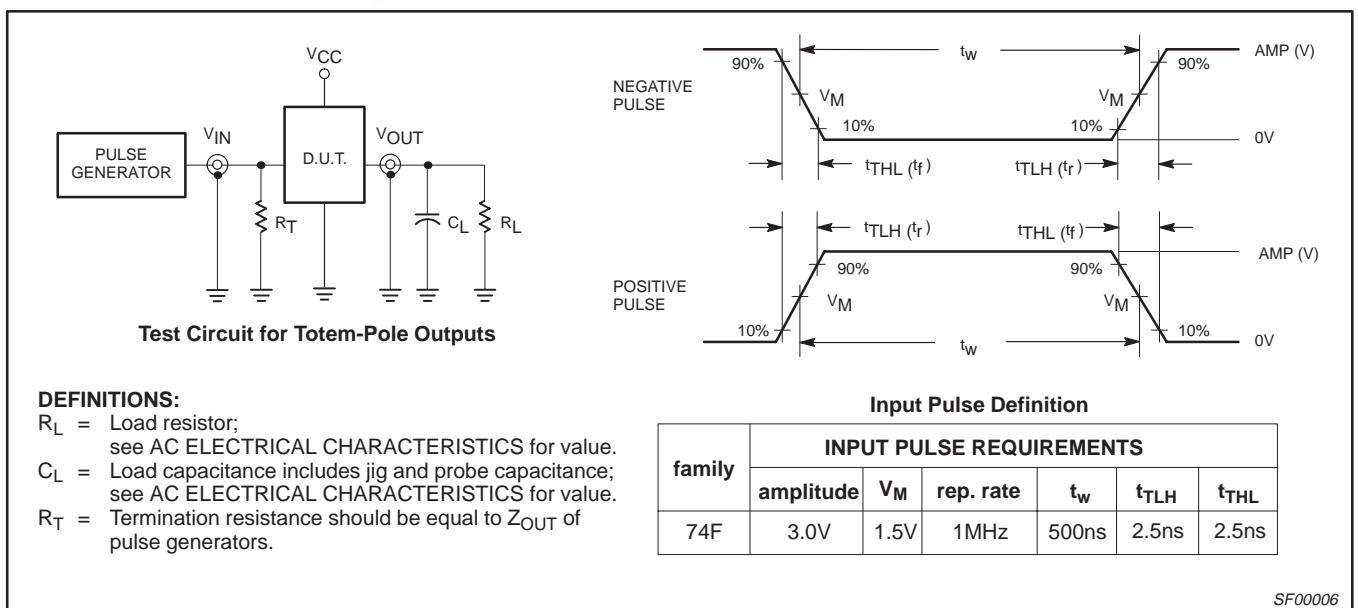 VCC
VIN
PULSE
GENERATOR
D.U.T.
VOUT
RT
CL
RL
Test Circuit for Totem-Pole Outputs
NEGATIVE
PULSE
90%
tw
90%
AMP (V)
VM
VM
10%
10%
0V
tTHL (tf)
tTLH (tr)
tTLH (tr)
tTHL (tf)
AMP (V)
POSITIVE
PULSE
90%
90%
VM
VM
10%
tw
10%
0V
DEFINITIONS:
RL = Load resistor;
see AC ELECTRICAL CHARACTERISTICS for value.
CL = Load capacitance includes jig and probe capacitance;
see AC ELECTRICAL CHARACTERISTICS for value.
RT = Termination resistance should be equal to ZOUT of
pulse generators.
Input Pulse Definition
family
INPUT PULSE REQUIREMENTS
amplitude VM rep. rate tw tTLH tTHL
74F 3.0V 1.5V 1MHz 500ns 2.5ns 2.5ns
SF00006